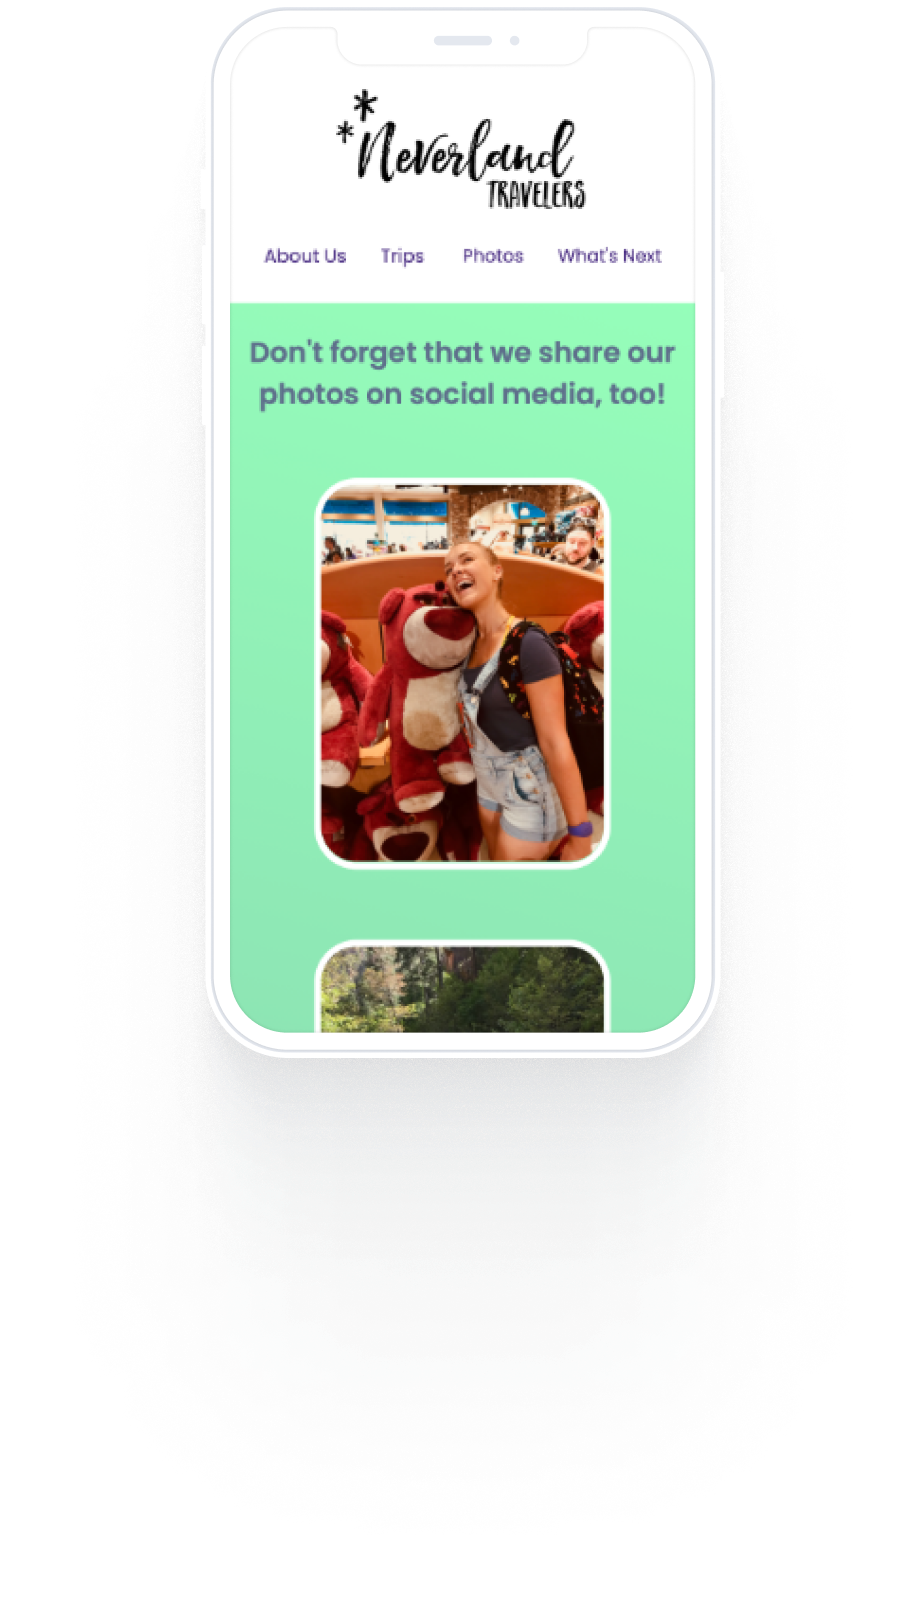 Neverland
TRAVELERS
About Us Trips Photos What's Next
Don't forget that we share our
photos on social media, too!